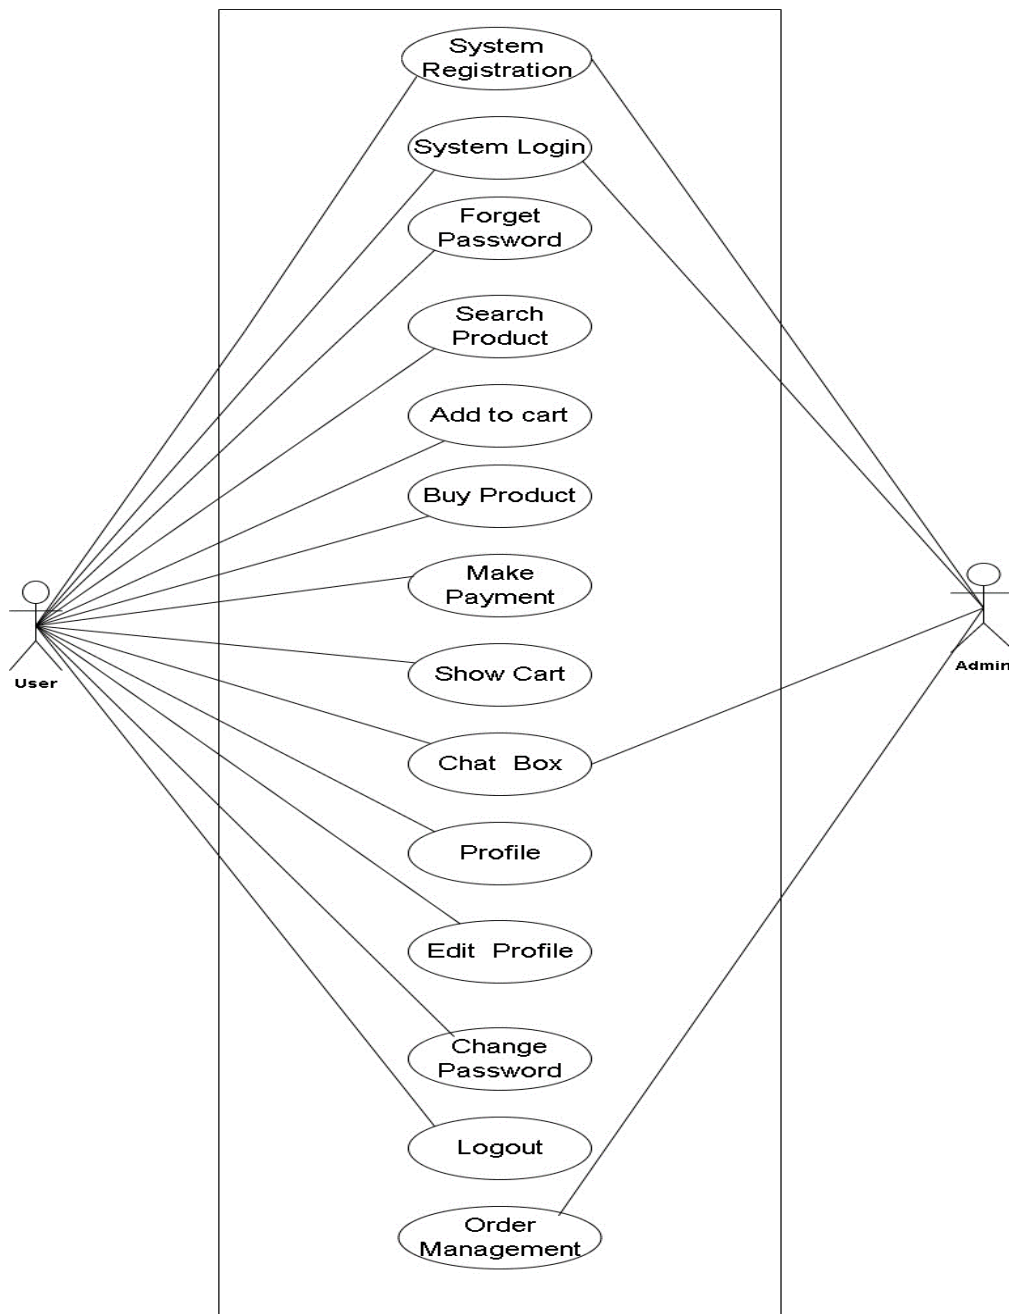 System
Registration
System Login
Forget
Password
Search
Product
Add to cart
Buy Product
Make
Payment
Show Cart
Chat Box
Profile
Edit Profile
Change
Password
Logout
Order
Management
User
Admin